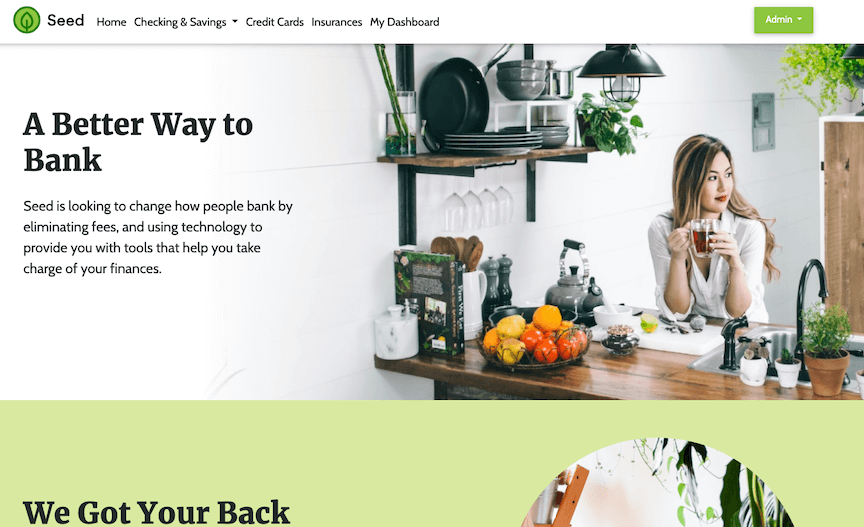 Seed Home Checking & Savings Credit Cards Insurances My Dashboard Admin
A Better Way to
Bank
Seed is looking to change how people bank by
eliminating fees, and using technology to
provide you with tools that help you take
charge of your finances.
We Got Your Back